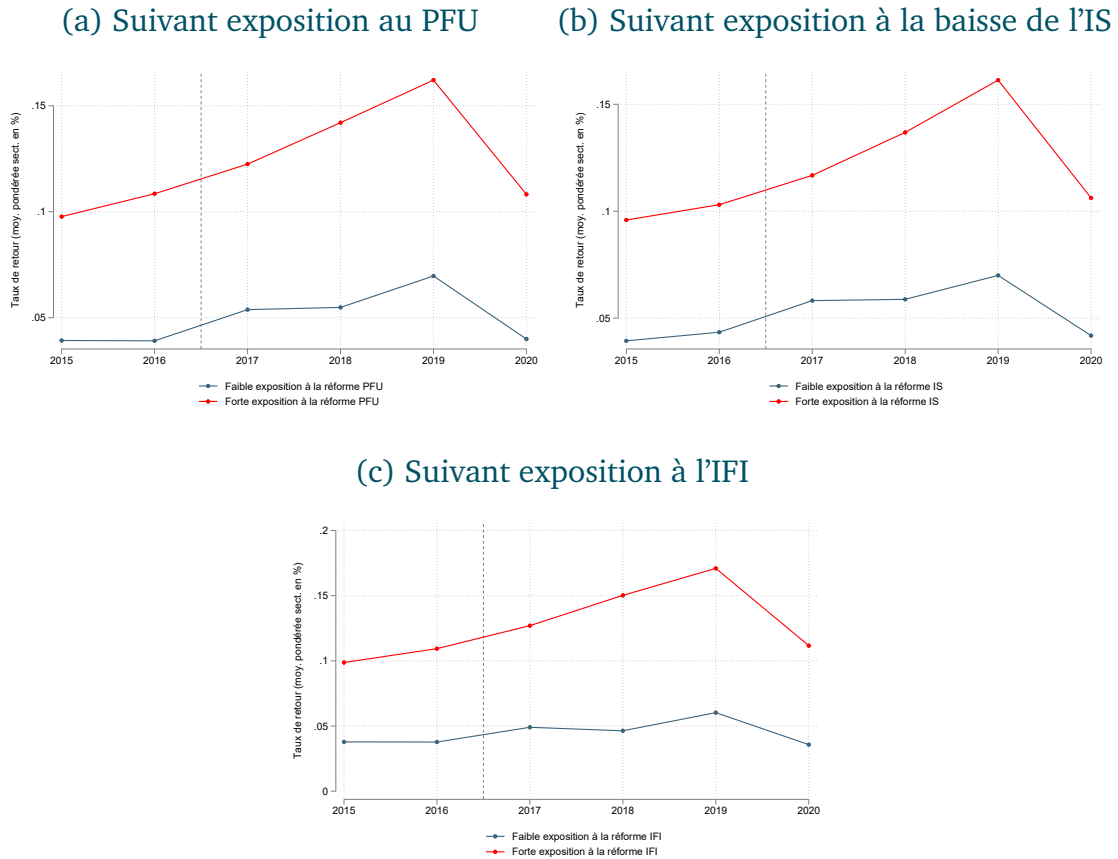 (a) Suivant exposition au PFU
(b) Suivant exposition à la baisse de l'IS
Taux de retour (moy. pondérée sect. en %)
.15
.1
.05
2015 2016 2017 2018 2019 2020
Faible exposition à la réforme PFU
Forte exposition à la réforme PFU
Taux de retour (moy. pondérée sect. en %)
.15
.1
.05
2015 2016 2017 2018 2019 2020
Faible exposition à la réforme IS
Forte exposition à la réforme IS
(c) Suivant exposition à l'IFI
Taux de retour (moy. pondérée sect. en %)
.2
.15
.1
.05
0
2015 2016 2017 2018 2019 2020
Faible exposition à la réforme IFI
Forte exposition à la réforme IFI